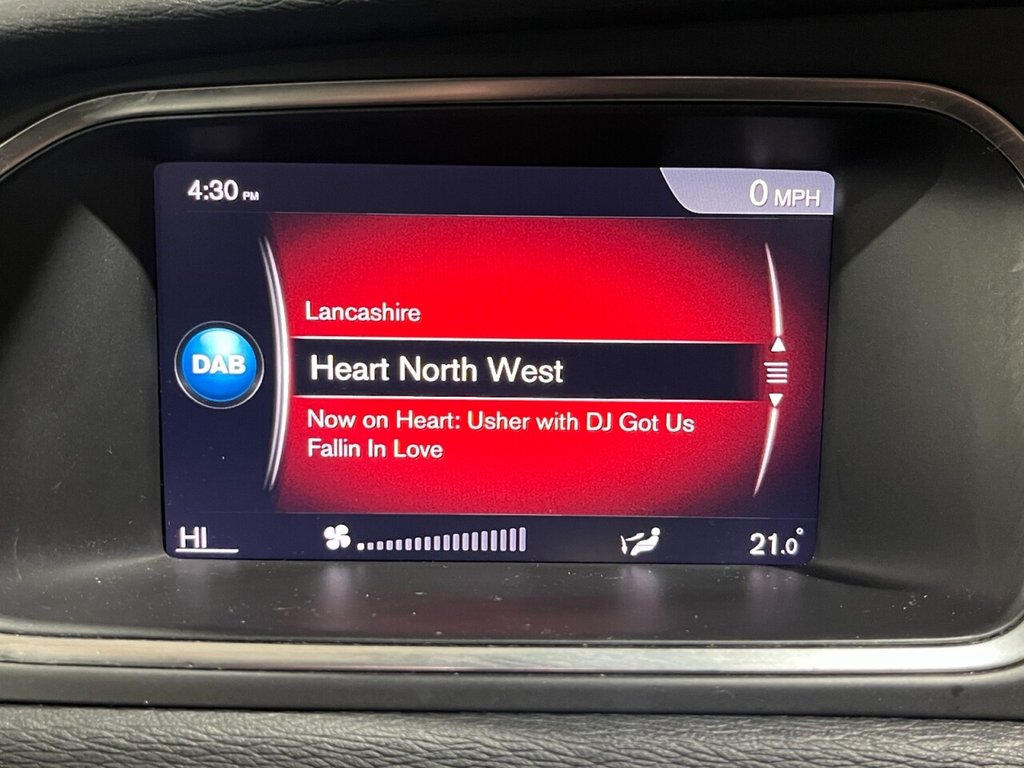 4:30 PM
0 MPH
Lancashire
DAB
Heart North West
Now on Heart: Usher with DJ Got Us
Fallin In Love
HI
21.0°